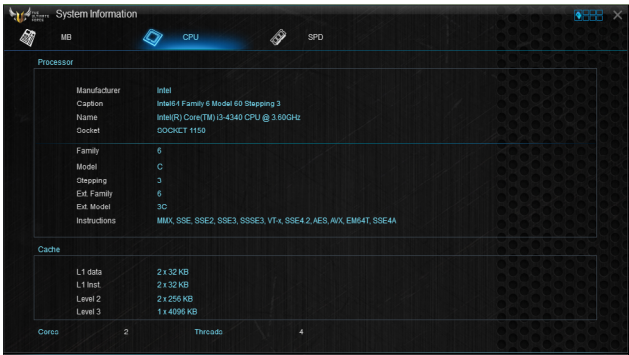 THE ULTIMATE FORCE
System Information
MB CPU SPD
Processor
Manufacturer Intel
Caption Intel64 Family 6 Model 60 Stepping 3
Name Intel(R) Core(TM) i3-4340 CPU @ 3.60GHz
Socket SOCKET 1150
Family 6
Model C
Stepping 3
Ext. Family 6
Ext. Model 3C
Instructions MMX, SSE, SSE2, SSE3, SSSE3, VT-x, SSE4.2, AES, AVX, EM64T, SSE4A
Cache
L1 data 2 x 32 KB
L1 Inst. 2 x 32 KB
Level 2 2 x 256 KB
Level 3 1 x 4096 KB
Cores 2 Threads 4